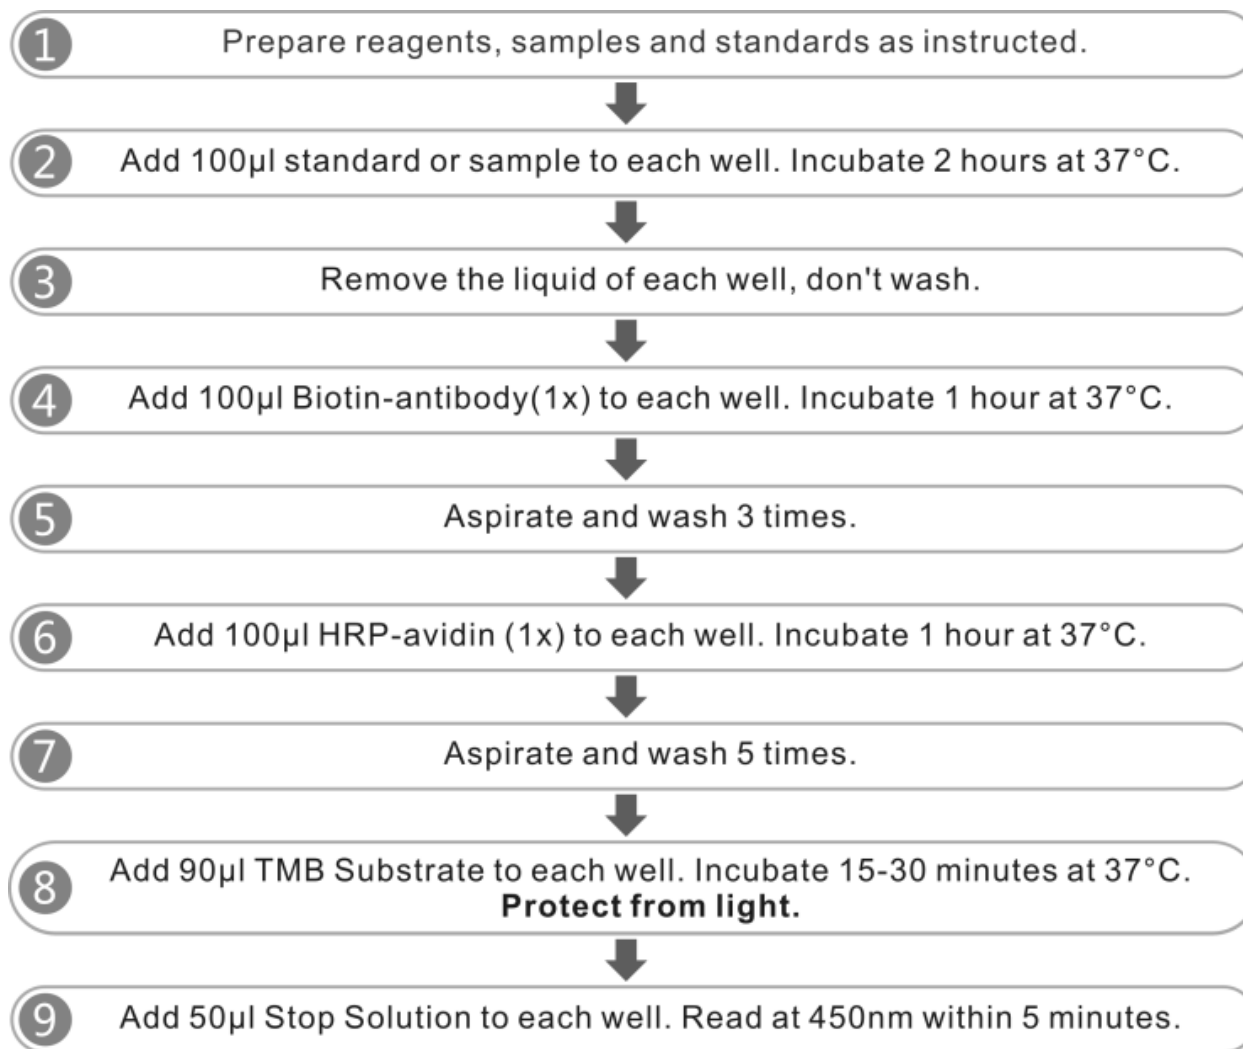 1 Prepare reagents, samples and standards as instructed.
2 Add 100µl standard or sample to each well. Incubate 2 hours at 37°C.
3 Remove the liquid of each well, don't wash.
4 Add 100µl Biotin-antibody(1x) to each well. Incubate 1 hour at 37°C.
5 Aspirate and wash 3 times.
6 Add 100µl HRP-avidin (1x) to each well. Incubate 1 hour at 37°C.
7 Aspirate and wash 5 times.
8 Add 90µl TMB Substrate to each well. Incubate 15-30 minutes at 37°C.
Protect from light.
9 Add 50µl Stop Solution to each well. Read at 450nm within 5 minutes.